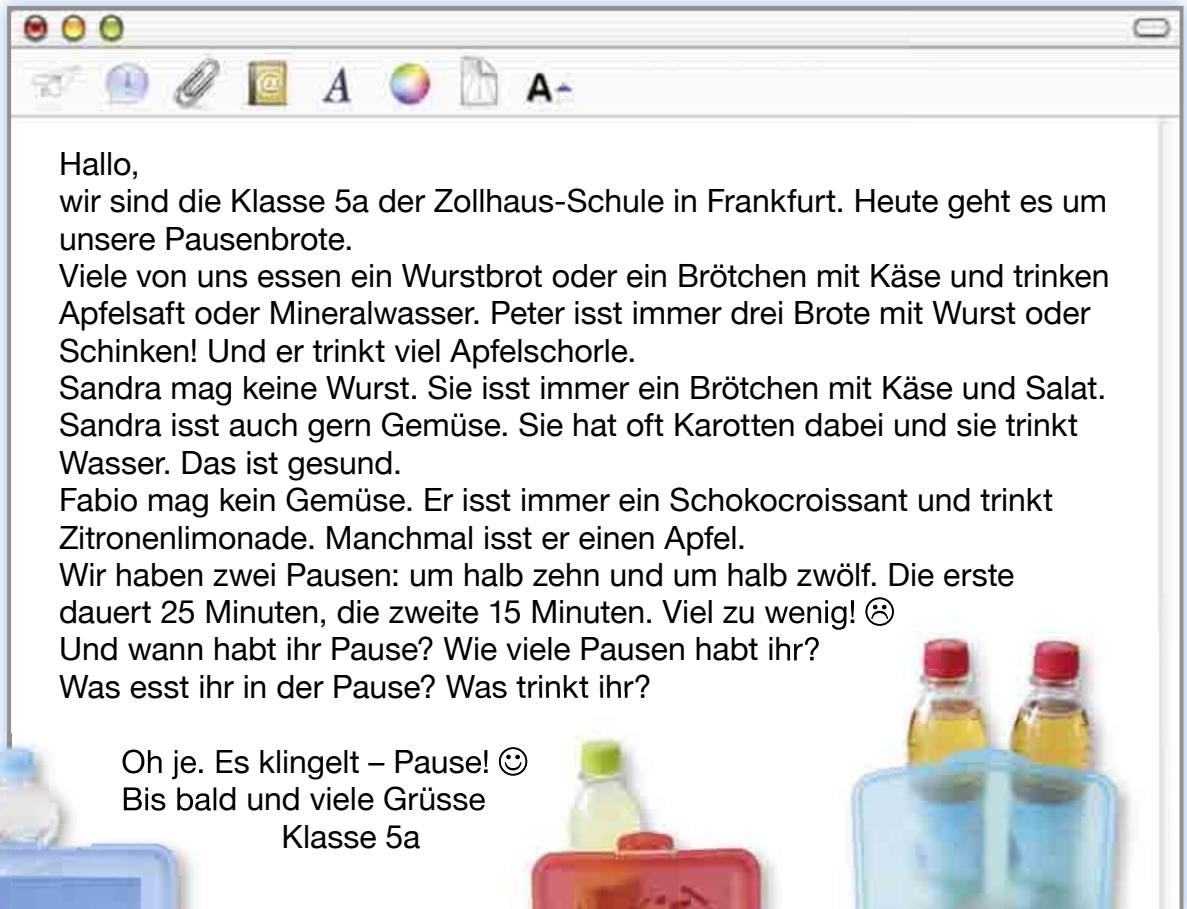 Hallo,
wir sind die Klasse 5a der Zollhaus-Schule in Frankfurt. Heute geht es um
unsere Pausenbrote.
Viele von uns essen ein Wurstbrot oder ein Brötchen mit Käse und trinken
Apfelsaft oder Mineralwasser. Peter isst immer drei Brote mit Wurst oder
Schinken! Und er trinkt viel Apfelschorle.
Sandra mag keine Wurst. Sie isst immer ein Brötchen mit Käse und Salat.
Sandra isst auch gern Gemüse. Sie hat oft Karotten dabei und sie trinkt
Wasser. Das ist gesund.
Fabio mag kein Gemüse. Er isst immer ein Schokocroissant und trinkt
Zitronenlimonade. Manchmal isst er einen Apfel.
Wir haben zwei Pausen: um halb zehn und um halb zwölf. Die erste
dauert 25 Minuten, die zweite 15 Minuten. Viel zu wenig! ☹
Und wann habt ihr Pause? Wie viele Pausen habt ihr?
Was esst ihr in der Pause? Was trinkt ihr?
Oh je. Es klingelt – Pause! ☺
Bis bald und viele Grüsse
Klasse 5a